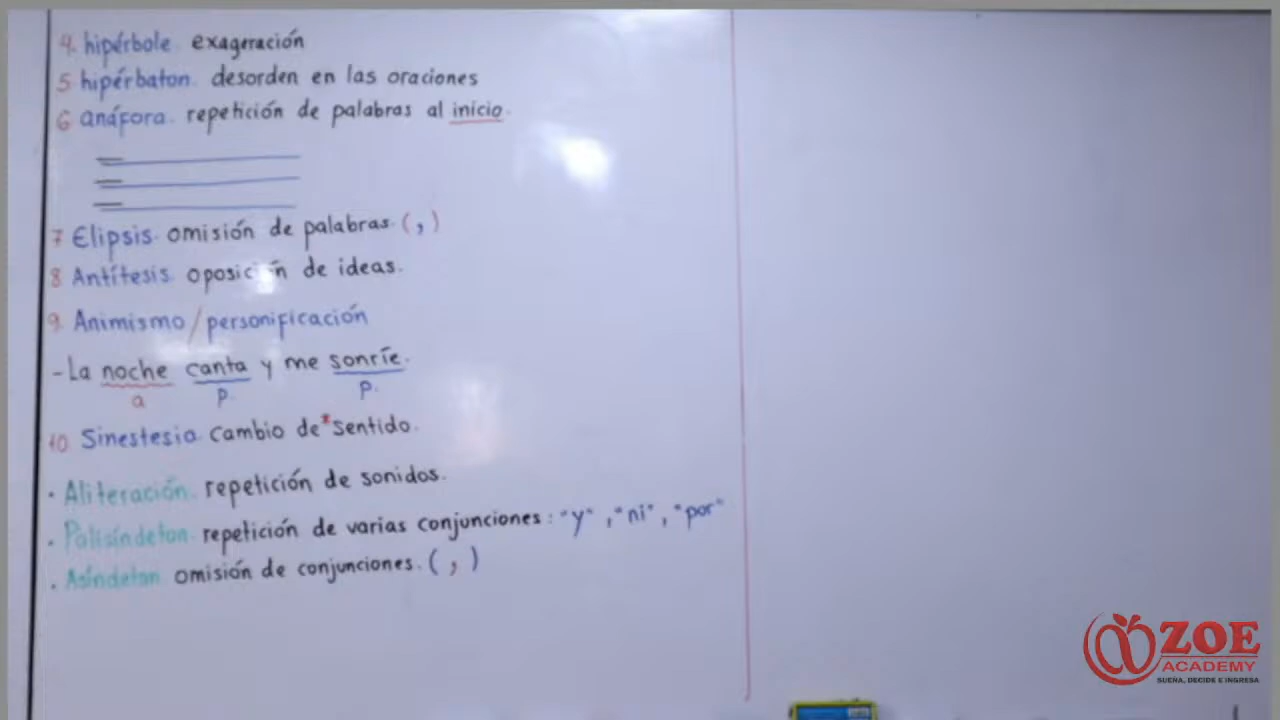 4. hipérbole. exageración
5 hipérbaton. desorden en las oraciones
6 anáfora. repetición de palabras al inicio.
7 Elipsis. omisión de palabras. ( , )
8 Antítesis. oposición de ideas.
9. Animismo / personificación
- La noche canta y me sonríe.
a p. p.
10 Sinestesia. cambio de * sentido.
• Aliteración. repetición de sonidos.
• Polisíndeton. repetición de varias conjunciones: "y", "ni", "por"
• Asíndeton omisión de conjunciones. ( , )
ZOE
ACADEMY
SUEÑA, DECIDE E INGRESA